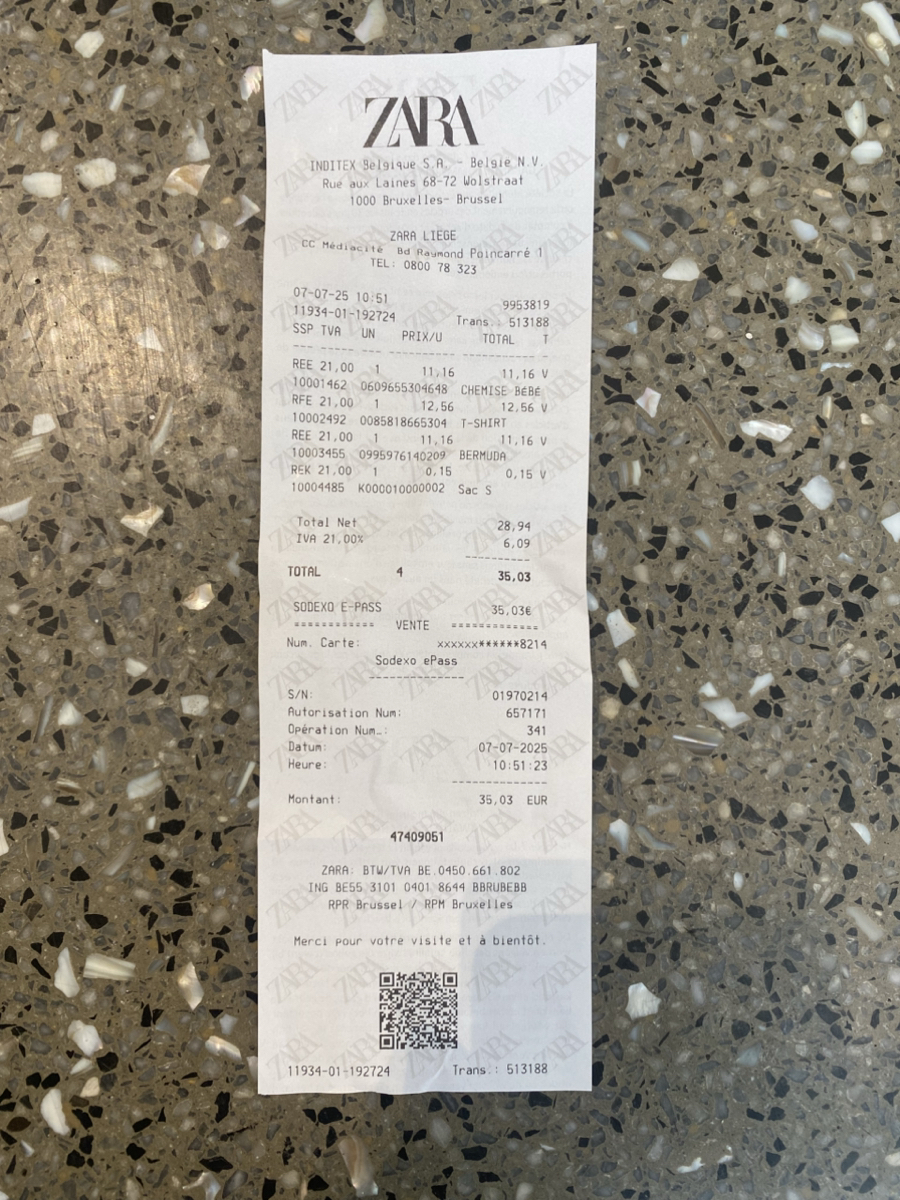 ZARA
INDITEX Belgique S.A. - Belgie N.V.
Rue aux Laines 68-72 Wolstraat
1000 Bruxelles- Brussel
ZARA LIEGE
CC Médiacité Bd Raymond Poincarré 1
TEL: 0800 78 323
07-07-25 10:51 9953819
11934-01-192724 Trans.: 513188
SSP TVA UN PRIX/U TOTAL T
REE 21,00 1 11,16 11,16 V
10001462 0609655304648 CHEMISE BéBé
RFE 21,00 1 12,56 12,56 V
10002492 0085818665304 T-SHIRT
REE 21,00 1 11,16 11,16 V
10003455 0995976140209 BERMUDA
REK 21,00 1 0,15 0,15 V
10004485 K000010000002 Sac S
Total Net 28,94
IVA 21,00% 6,09
TOTAL 4 35,03
SODEXO E-PASS 35,03€
=========== VENTE ============
Num. Carte: xxxxxx******8214
Sodexo ePass
S/N: 01970214
Autorisation Num: 657171
Opération Num.: 341
Datum: 07-07-2025
Heure: 10:51:23
Montant: 35,03 EUR
47409051
ZARA: BTW/TVA BE.0450.661.802
ING BE55 3101 0401 8644 BBRUBEBB
RPR Brussel / RPM Bruxelles
Merci pour votre visite et à bientôt.
11934-01-192724 Trans.: 513188